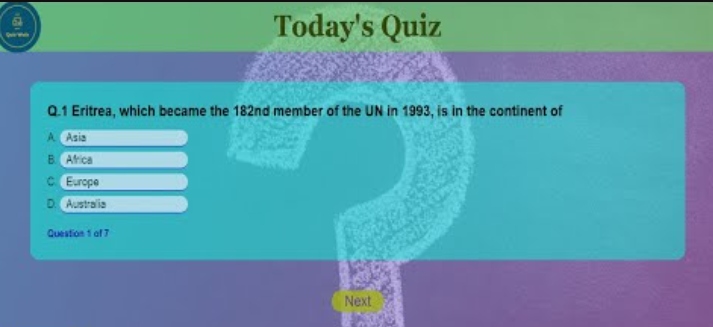 Today's Quiz
Q.1 Eritrea, which became the 182nd member of the UN in 1993, is in the continent of
A. Asia
B. Africa
C. Europe
D. Australia
Question 1 of 7
Next